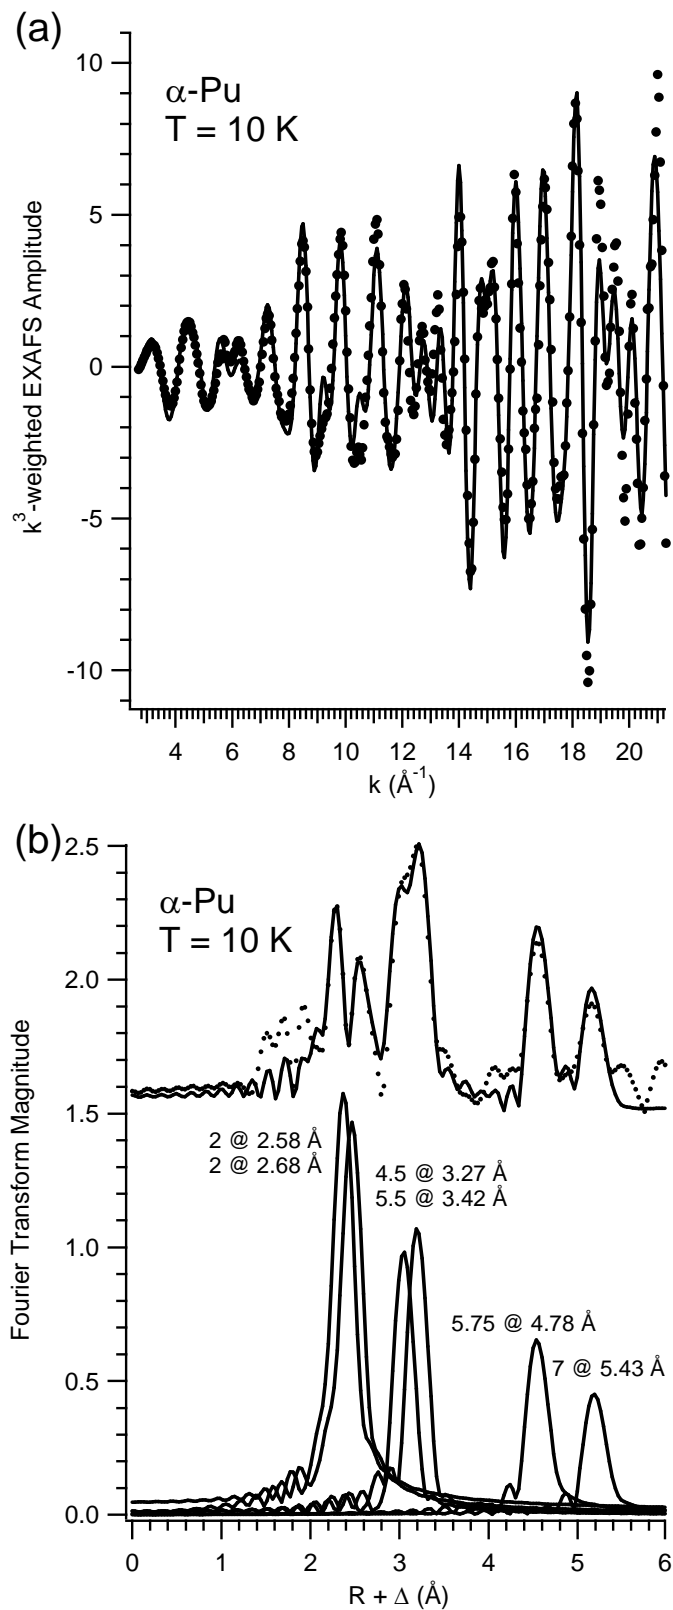 (a)
10
5
0
-5
-10
k³-weighted EXAFS Amplitude
α-Pu
T = 10 K
4 6 8 10 12 14 16 18 20
k (Å⁻¹)
(b)
2.5
2.0
1.5
1.0
0.5
0.0
Fourier Transform Magnitude
α-Pu
T = 10 K
2 @ 2.58 Å
2 @ 2.68 Å
4.5 @ 3.27 Å
5.5 @ 3.42 Å
5.75 @ 4.78 Å
7 @ 5.43 Å
0 1 2 3 4 5 6
R + Δ (Å)